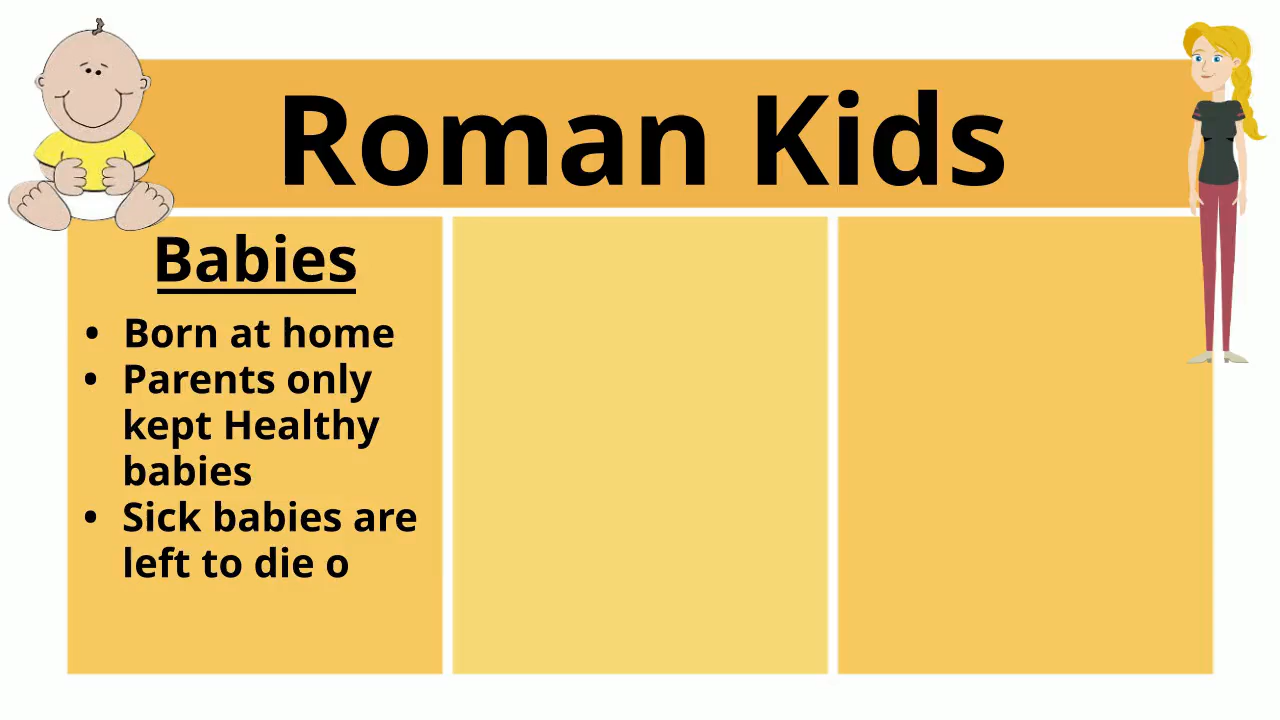 Roman Kids
Babies
• Born at home
• Parents only
kept Healthy
babies
• Sick babies are
left to die o